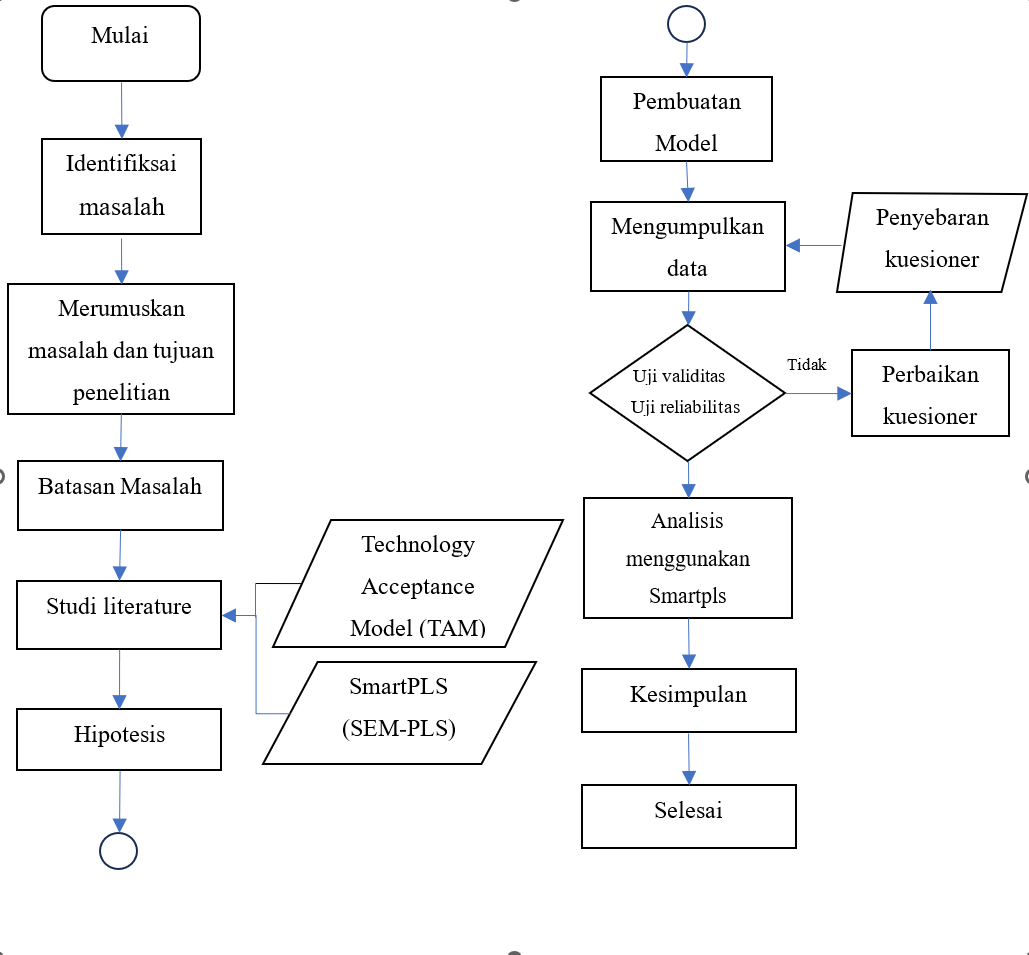 Mulai
Identifiksai
masalah
Merumuskan
masalah dan tujuan
penelitian
Batasan Masalah
Studi literature
Technology
Acceptance
Model (TAM)
SmartPLS
(SEM-PLS)
Hipotesis
Pembuatan
Model
Mengumpulkan
data
Penyebaran
kuesioner
Uji validitas
Uji reliabilitas
Tidak
Perbaikan
kuesioner
Analisis
menggunakan
Smartpls
Kesimpulan
Selesai